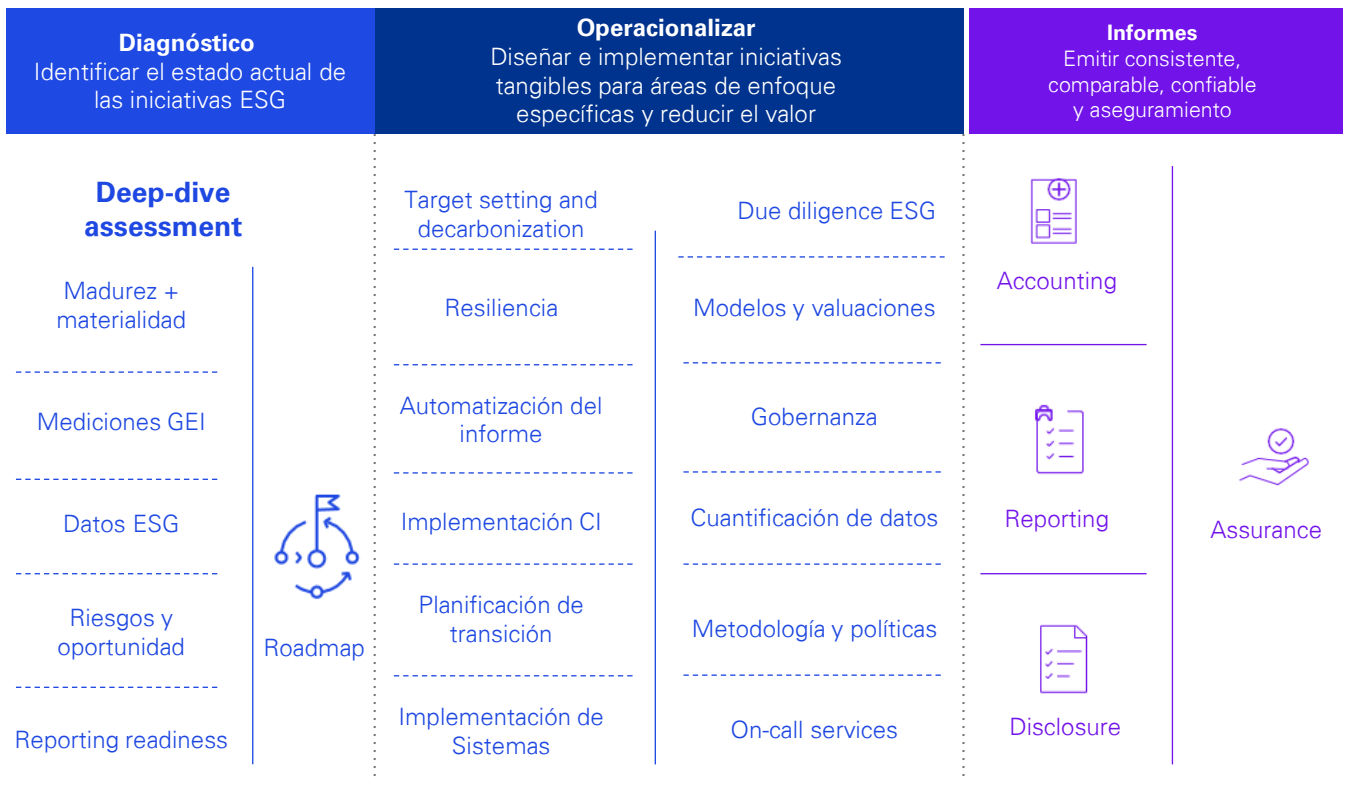 Diagnóstico
Identificar el estado actual de
las iniciativas ESG
Operacionalizar
Diseñar e implementar iniciativas
tangibles para áreas de enfoque
específicas y reducir el valor
Informes
Emitir consistente,
comparable, confiable
y aseguramiento
Deep-dive
assessment
Madurez +
materialidad
Mediciones GEI
Datos ESG
Riesgos y
oportunidad
Reporting readiness
Roadmap
Target setting and
decarbonization
Resiliencia
Automatización del
informe
Implementación CI
Planificación de
transición
Implementación de
Sistemas
Due diligence ESG
Modelos y valuaciones
Gobernanza
Cuantificación de datos
Metodología y políticas
On-call services
Accounting
Reporting
Disclosure
Assurance